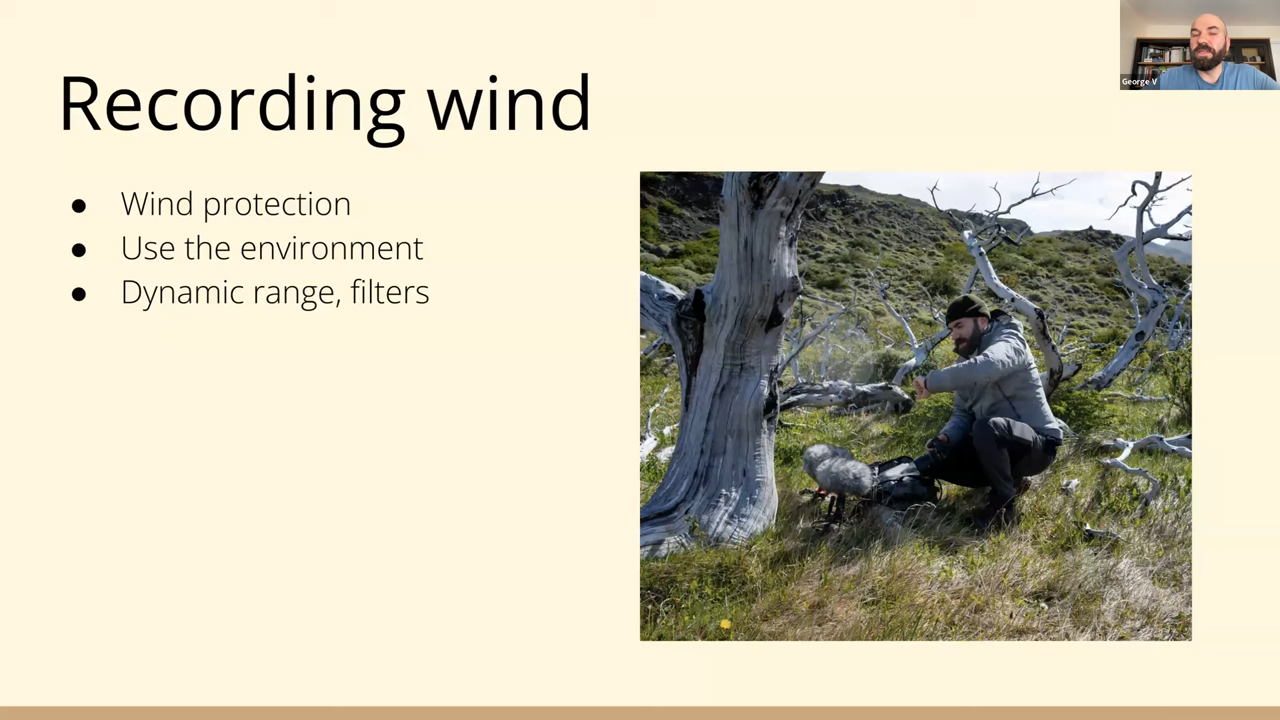 Recording wind
● Wind protection
● Use the environment
● Dynamic range, filters
George V